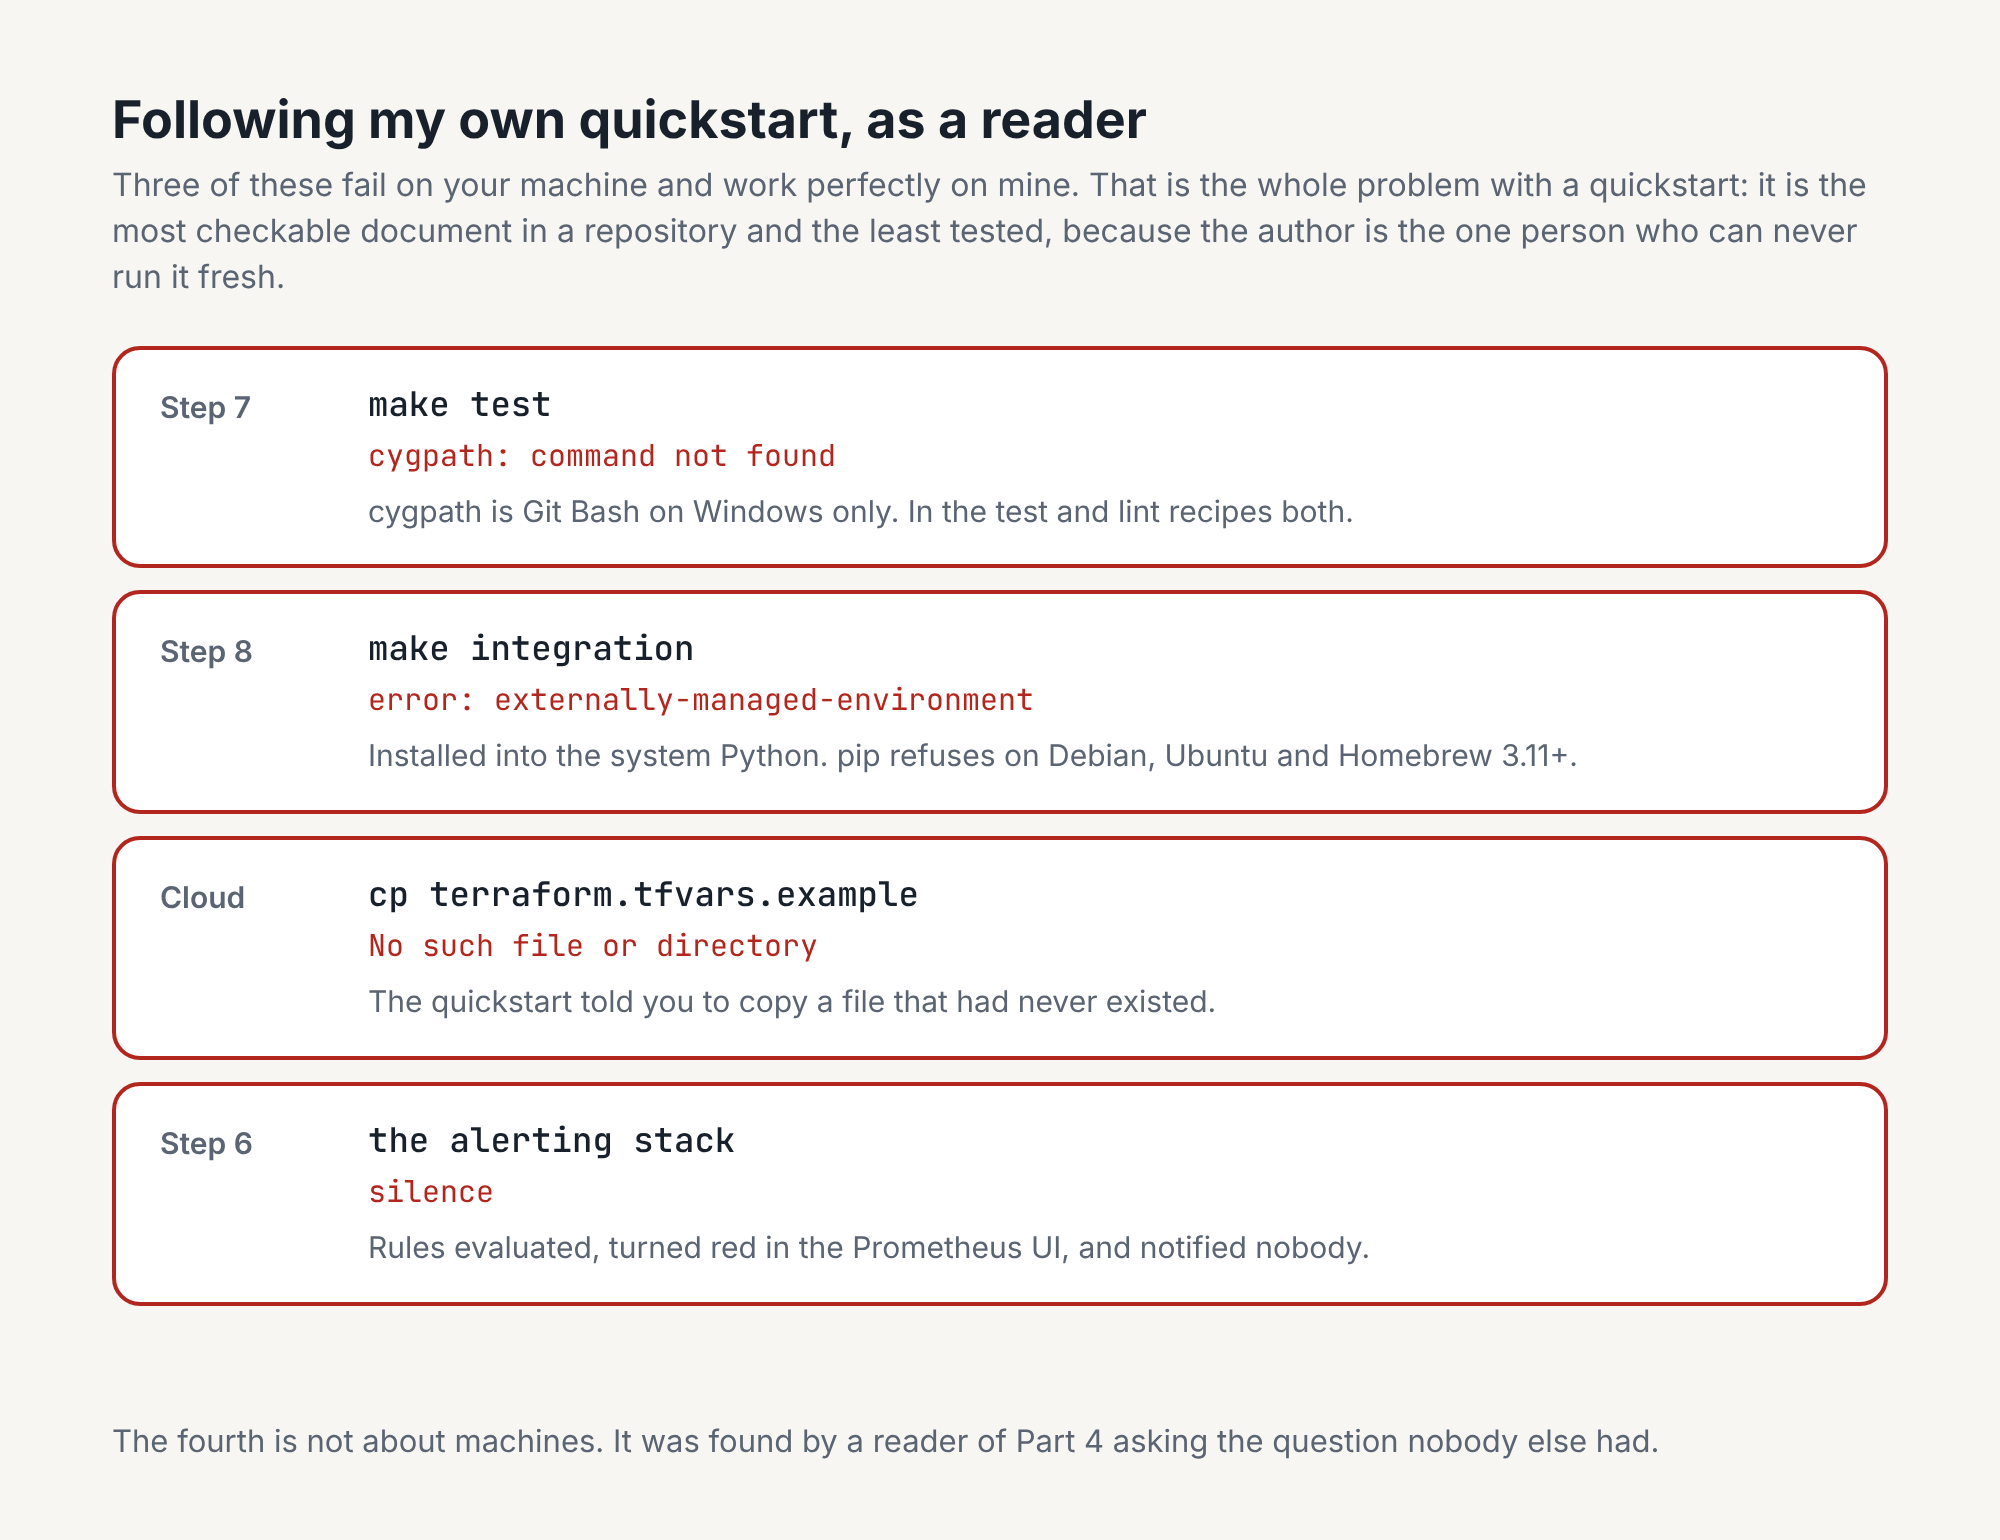 Following my own quickstart, as a reader
Three of these fail on your machine and work perfectly on mine. That is the whole problem with a quickstart: it is the
most checkable document in a repository and the least tested, because the author is the one person who can never
run it fresh.
Step 7
make test
cygpath: command not found
cygpath is Git Bash on Windows only. In the test and lint recipes both.
Step 8
make integration
error: externally-managed-environment
Installed into the system Python. pip refuses on Debian, Ubuntu and Homebrew 3.11+.
Cloud
cp terraform.tfvars.example
No such file or directory
The quickstart told you to copy a file that had never existed.
Step 6
the alerting stack
silence
Rules evaluated, turned red in the Prometheus UI, and notified nobody.
The fourth is not about machines. It was found by a reader of Part 4 asking the question nobody else had.